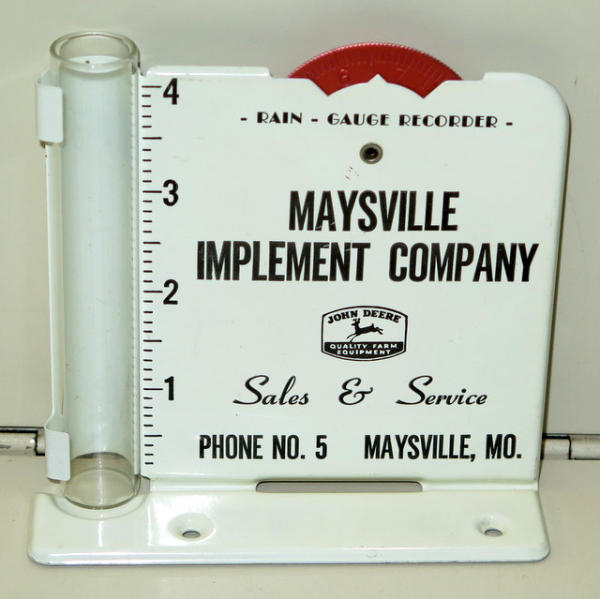 - RAIN - GAUGE RECORDER -
4
3
2
1
MAYSVILLE
IMPLEMENT COMPANY
JOHN DEERE
QUALITY FARM
EQUIPMENT
Sales & Service
PHONE NO. 5 MAYSVILLE, MO.